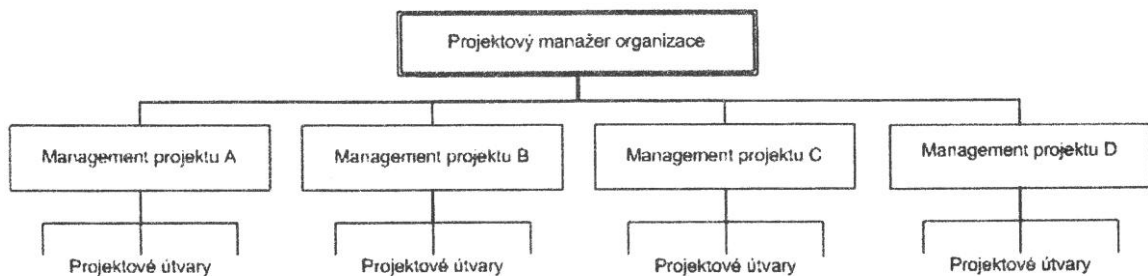 Projektový manažer organizace
Management projektu A
Management projektu B
Management projektu C
Management projektu D
Projektové útvary
Projektové útvary
Projektové útvary
Projektové útvary